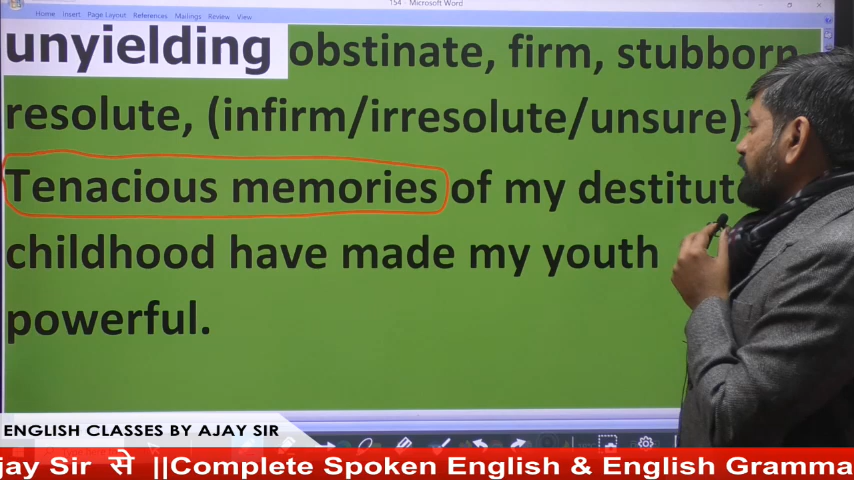 154 - Microsoft Word
Home Insert Page Layout References Mailings Review View
unyielding obstinate, firm, stubborn
resolute, (infirm/irresolute/unsure)
Tenacious memories of my destitute
childhood have made my youth
powerful.
ENGLISH CLASSES BY AJAY SIR
jay Sir से ||Complete Spoken English & English Gramma